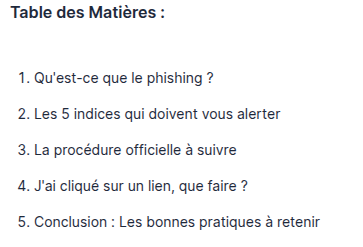 Table des Matières :
1. Qu'est-ce que le phishing ?
2. Les 5 indices qui doivent vous alerter
3. La procédure officielle à suivre
4. J'ai cliqué sur un lien, que faire ?
5. Conclusion : Les bonnes pratiques à retenir